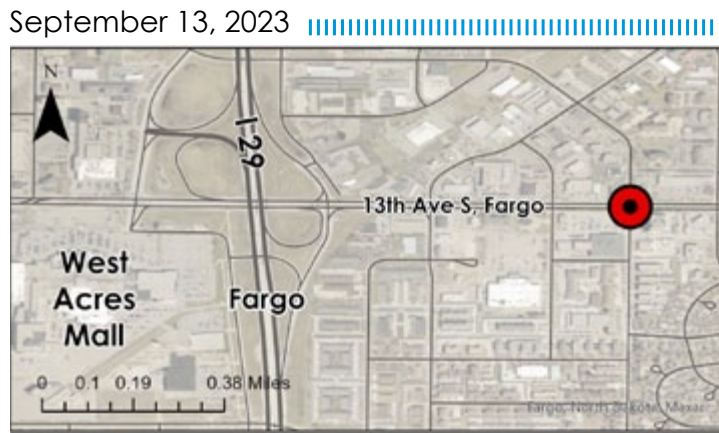 September 13, 2023
N
I-29
13th Ave S, Fargo
West
Acres
Mall
Fargo
0 0.1 0.19 0.38 Miles
Fargo, North Dakota, Maxar